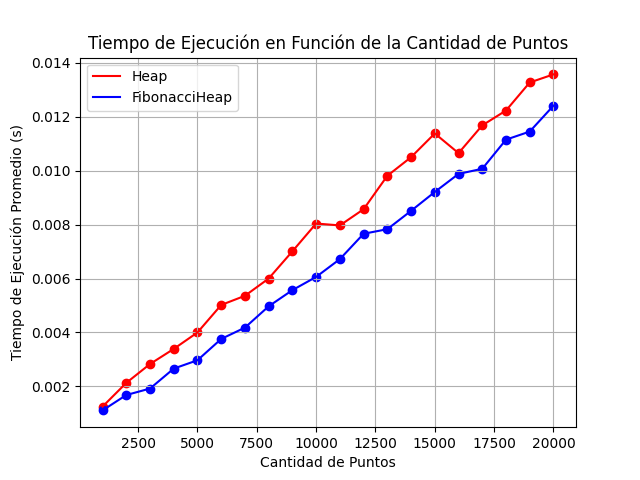 Tiempo de Ejecución en Función de la Cantidad de Puntos
Heap
FibonacciHeap
Tiempo de Ejecución Promedio (s)
0.014
0.012
0.010
0.008
0.006
0.004
0.002
2500 5000 7500 10000 12500 15000 17500 20000
Cantidad de Puntos